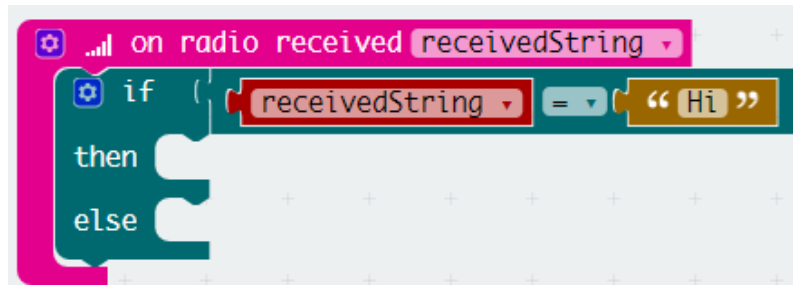 on radio received receivedString
if ( receivedString = “ Hi ”
then
else